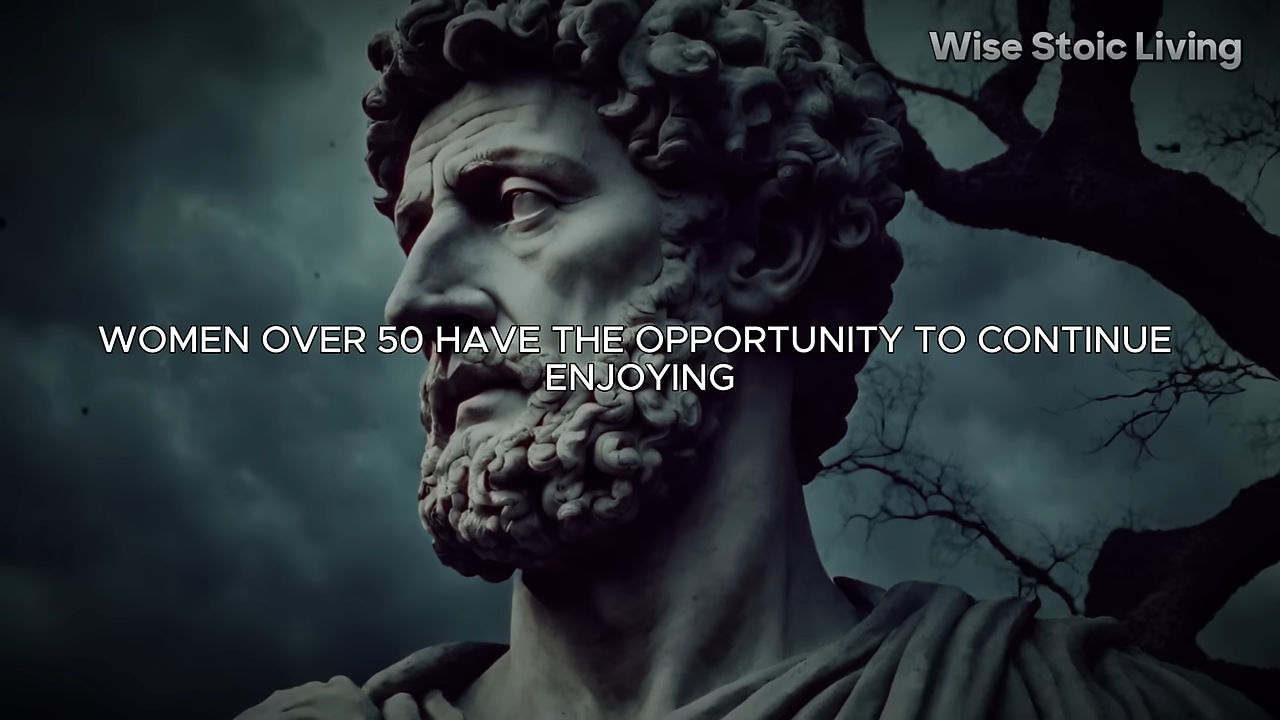 Wise Stoic Living
WOMEN OVER 50 HAVE THE OPPORTUNITY TO CONTINUE
ENJOYING